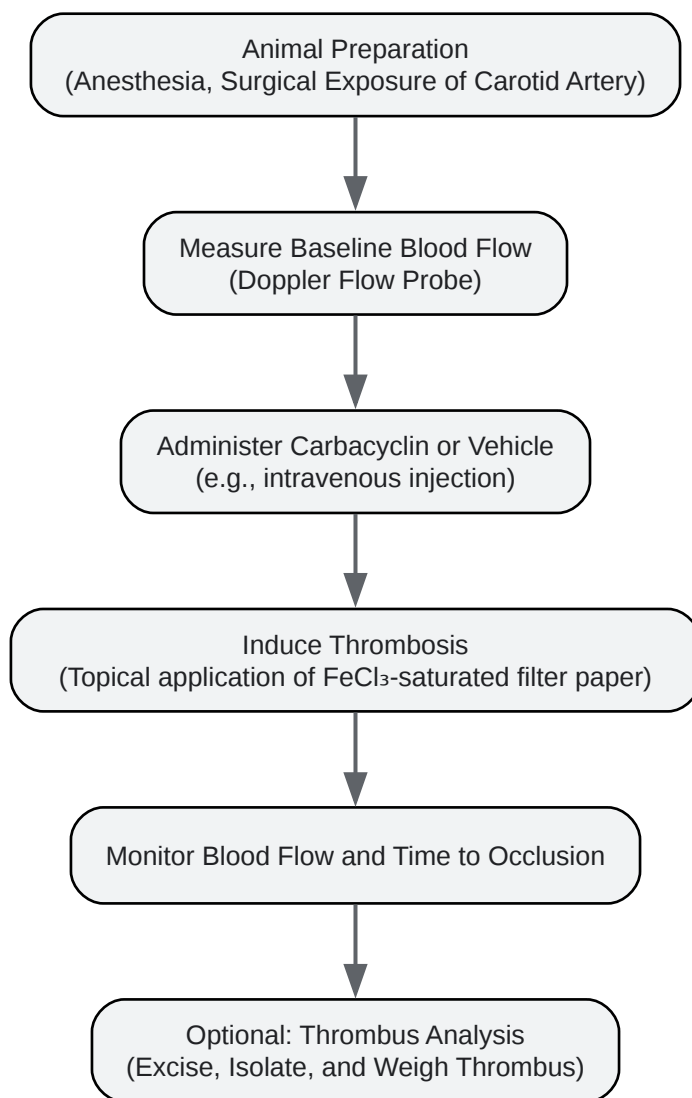 Animal Preparation
(Anesthesia, Surgical Exposure of Carotid Artery)
Measure Baseline Blood Flow
(Doppler Flow Probe)
Administer Carbacyclin or Vehicle
(e.g., intravenous injection)
Induce Thrombosis
(Topical application of FeCl₃-saturated filter paper)
Monitor Blood Flow and Time to Occlusion
Optional: Thrombus Analysis
(Excise, Isolate, and Weigh Thrombus)